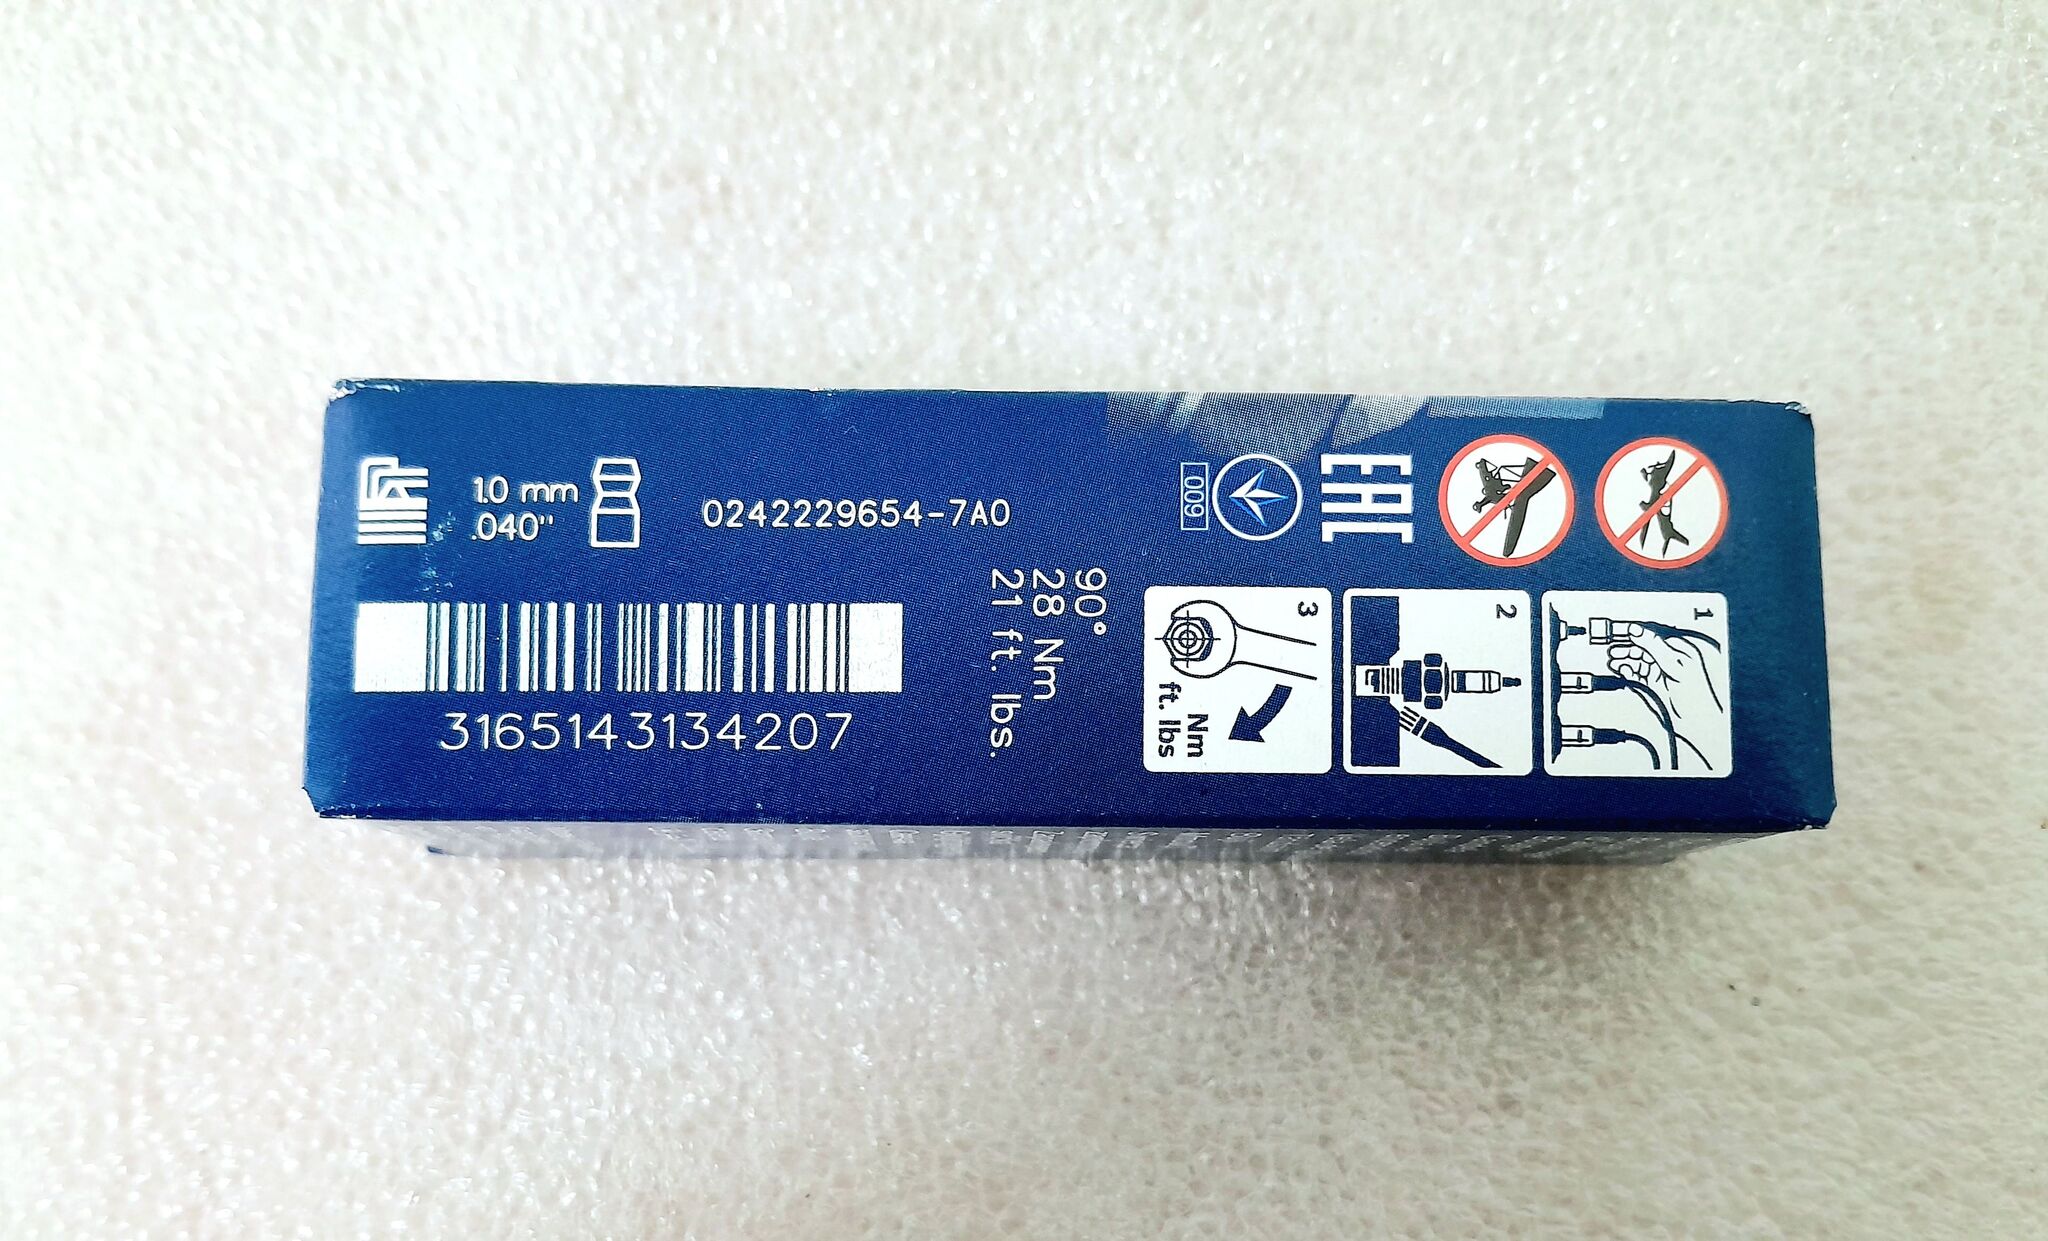 1.0 mm
.040"
0242229654-7A0
009
EAC
3165143134207
90°
28 Nm
21 ft. lbs.
3
Nm
ft. lbs
2
1